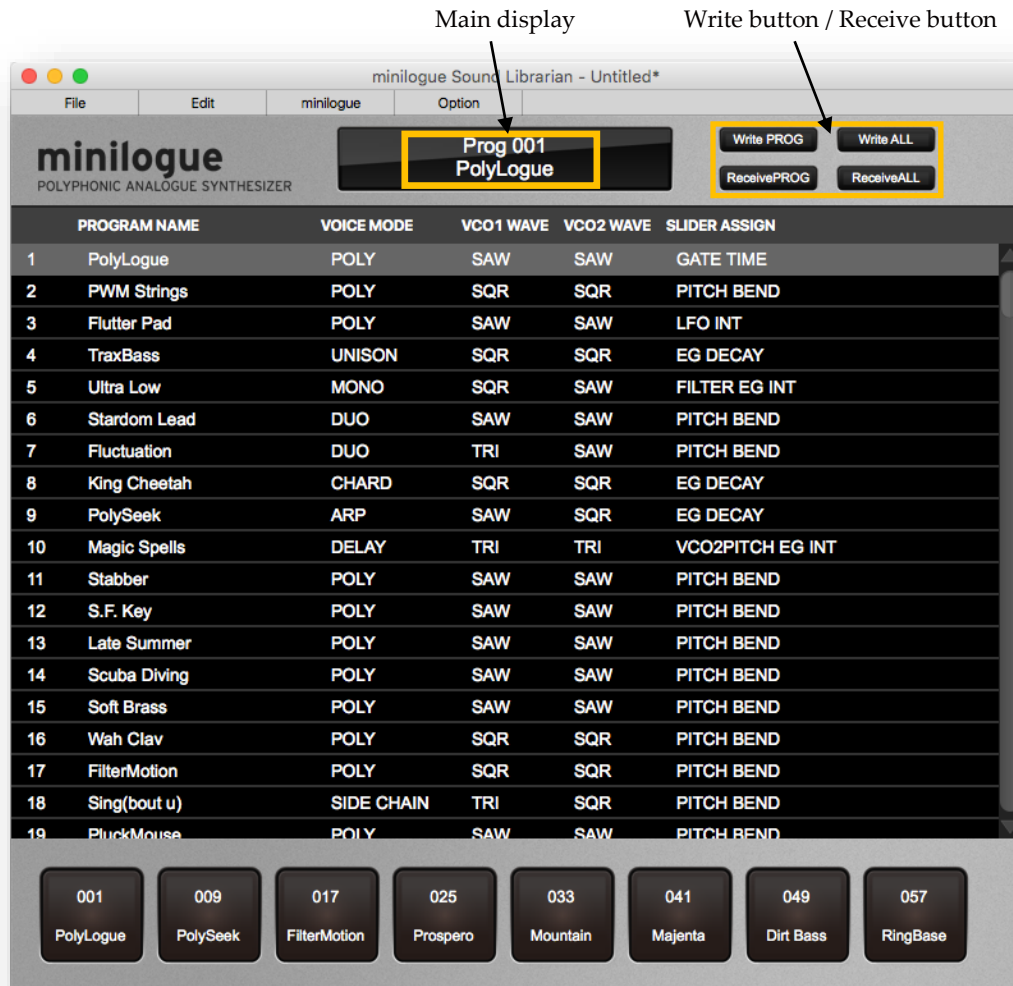 Main display Write button / Receive button
minilogue Sound Librarian - Untitled*
File Edit minilogue Option
minilogue
POLYPHONIC ANALOGUE SYNTHESIZER
Prog 001
PolyLogue
Write PROG Write ALL
ReceivePROG ReceiveALL
PROGRAM NAME VOICE MODE VCO1 WAVE VCO2 WAVE SLIDER ASSIGN
1 PolyLogue POLY SAW SAW GATE TIME
2 PWM Strings POLY SQR SQR PITCH BEND
3 Flutter Pad POLY SAW SAW LFO INT
4 TraxBass UNISON SQR SQR EG DECAY
5 Ultra Low MONO SQR SAW FILTER EG INT
6 Stardom Lead DUO SAW SAW PITCH BEND
7 Fluctuation DUO TRI SAW PITCH BEND
8 King Cheetah CHARD SQR SQR EG DECAY
9 PolySeek ARP SAW SQR EG DECAY
10 Magic Spells DELAY TRI TRI VCO2PITCH EG INT
11 Stabber POLY SAW SAW PITCH BEND
12 S.F. Key POLY SAW SAW PITCH BEND
13 Late Summer POLY SAW SAW PITCH BEND
14 Scuba Diving POLY SAW SAW PITCH BEND
15 Soft Brass POLY SAW SAW PITCH BEND
16 Wah Clav POLY SQR SQR PITCH BEND
17 FilterMotion POLY SQR SQR PITCH BEND
18 Sing(bout u) SIDE CHAIN TRI SQR PITCH BEND
19 PluckMouse POLY SAW SAW PITCH BEND
001 009 017 025 033 041 049 057
PolyLogue PolySeek FilterMotion Prospero Mountain Majenta Dirt Bass RingBase